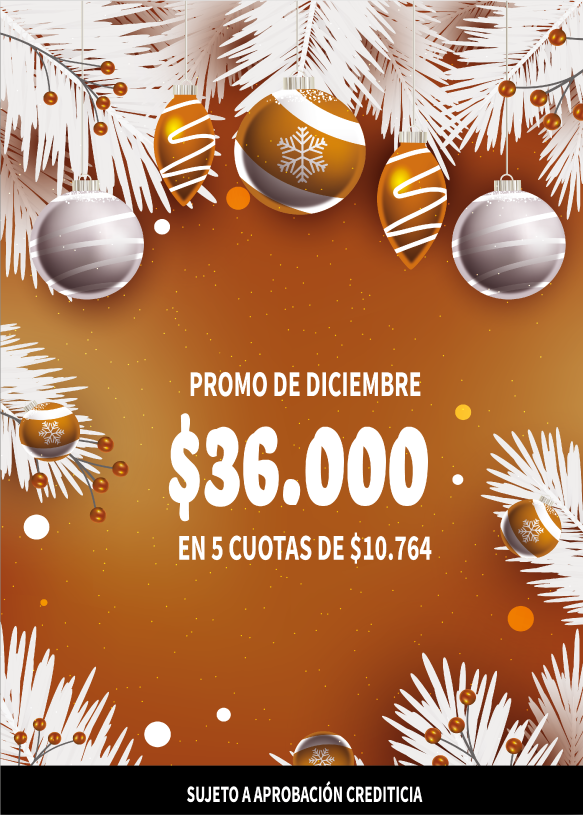 PROMO DE DICIEMBRE
$36.000
EN 5 CUOTAS DE $10.764
SUJETO A APROBACIÓN CREDITICIA